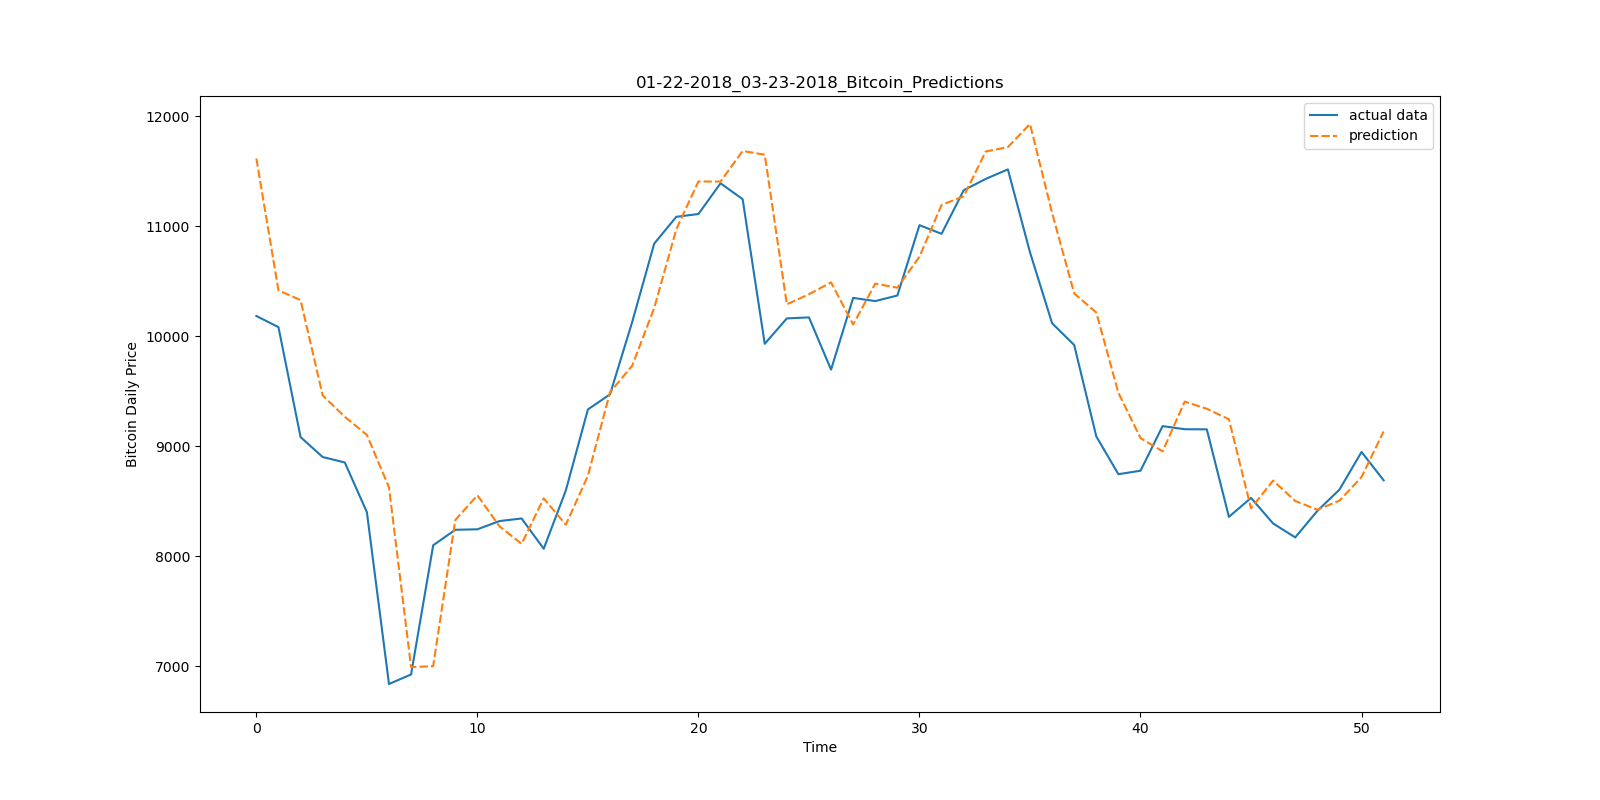 01-22-2018_03-23-2018_Bitcoin_Predictions
actual data
prediction
12000
11000
10000
9000
8000
7000
Bitcoin Daily Price
0 10 20 30 40 50
Time